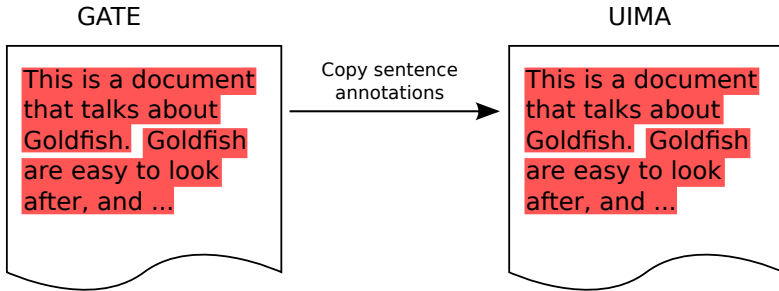 GATE
UIMA
This is a document
that talks about
Goldfish. Goldfish
are easy to look
after, and ...
Copy sentence
annotations
This is a document
that talks about
Goldfish. Goldfish
are easy to look
after, and ...